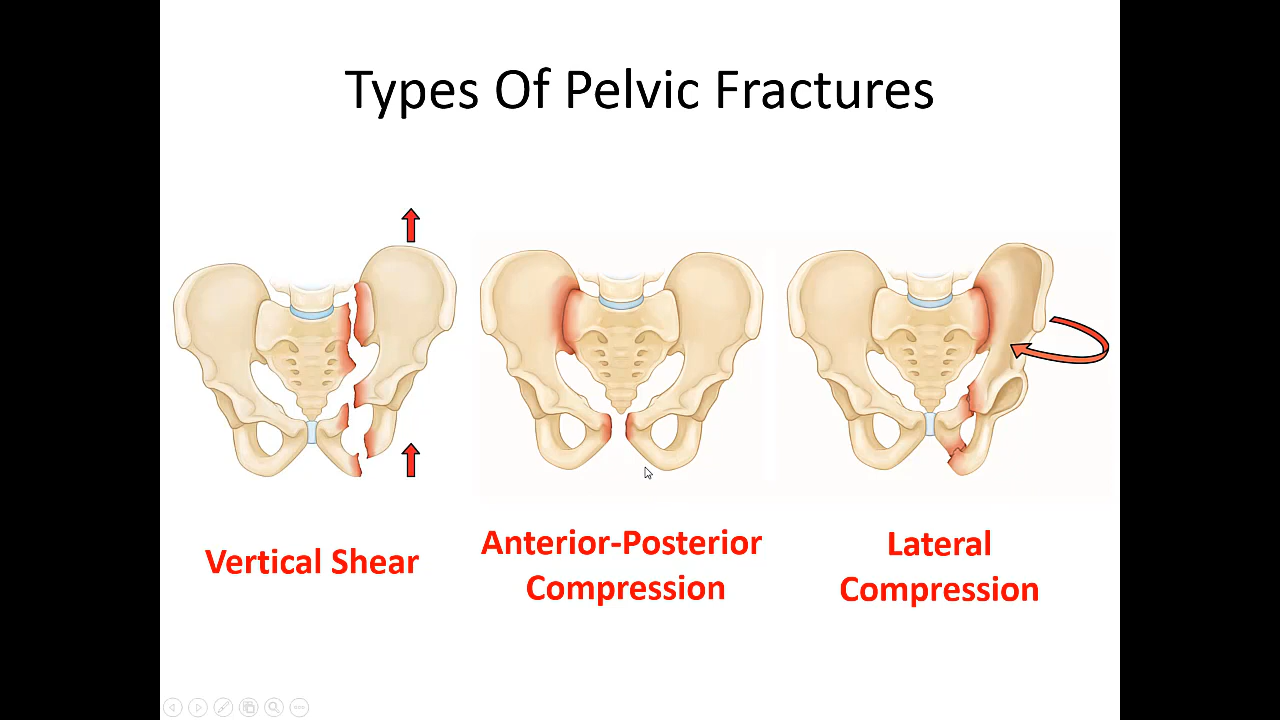 Types Of Pelvic Fractures
Vertical Shear
Anterior-Posterior
Compression
Lateral
Compression